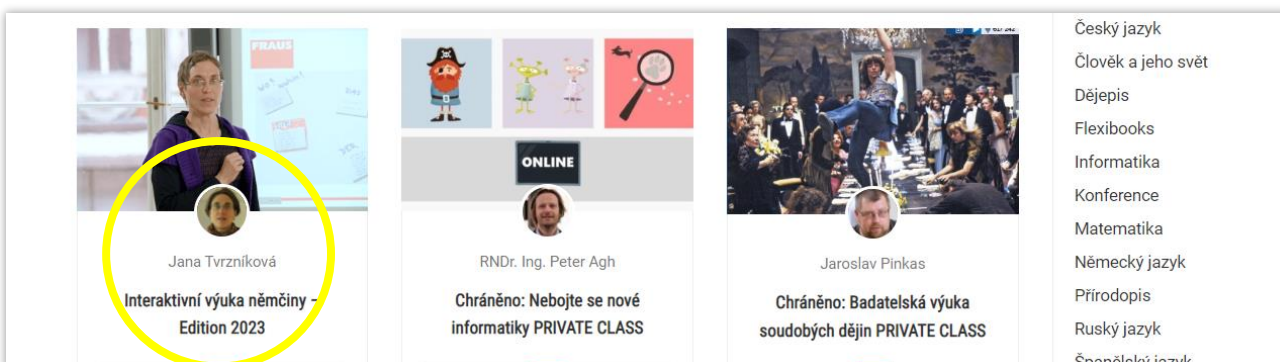 FRAUS
Jana Tvrzníková
Interaktivní výuka němčiny –
Edition 2023
ONLINE
RNDr. Ing. Peter Agh
Chráněno: Nebojte se nové
informatiky PRIVATE CLASS
Jaroslav Pinkas
Chráněno: Badatelská výuka
soudobých dějin PRIVATE CLASS
Český jazyk
Člověk a jeho svět
Dějepis
Flexibooks
Informatika
Konference
Matematika
Německý jazyk
Přírodopis
Ruský jazyk
Španělský jazyk